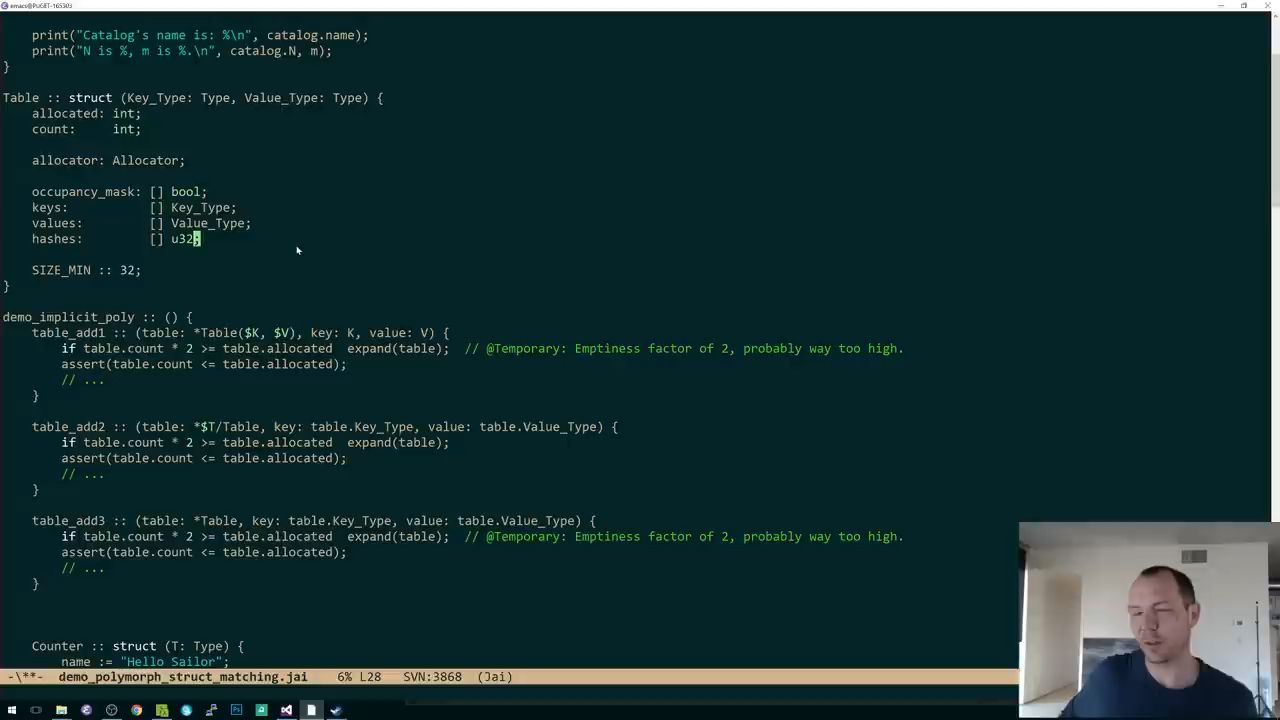 emacs@PUGET-165303
    print("Catalog's name is: %\n", catalog.name);
    print("N is %, m is %.\n", catalog.N, m);
}
Table :: struct (Key_Type: Type, Value_Type: Type) {
    allocated: int;
    count:     int;
    allocator: Allocator;
    occupancy_mask: [] bool;
    keys:           [] Key_Type;
    values:         [] Value_Type;
    hashes:         [] u32;
    SIZE_MIN :: 32;
}
demo_implicit_poly :: () {
    table_add1 :: (table: *Table($K, $V), key: K, value: V) {
        if table.count * 2 >= table.allocated  expand(table);  // @Temporary: Emptiness factor of 2, probably way too high.
        assert(table.count <= table.allocated);
        // ...
    }
    table_add2 :: (table: *$T/Table, key: table.Key_Type, value: table.Value_Type) {
        if table.count * 2 >= table.allocated  expand(table);
        assert(table.count <= table.allocated);
        // ...
    }
    table_add3 :: (table: *Table, key: table.Key_Type, value: table.Value_Type) {
        if table.count * 2 >= table.allocated  expand(table);  // @Temporary: Emptiness factor of 2, probably way too high.
        assert(table.count <= table.allocated);
        // ...
    }
    Counter :: struct (T: Type) {
        name := "Hello Sailor";
-\**-  demo_polymorph_struct_matching.jai    6% L28   SVN:3868  (Jai)